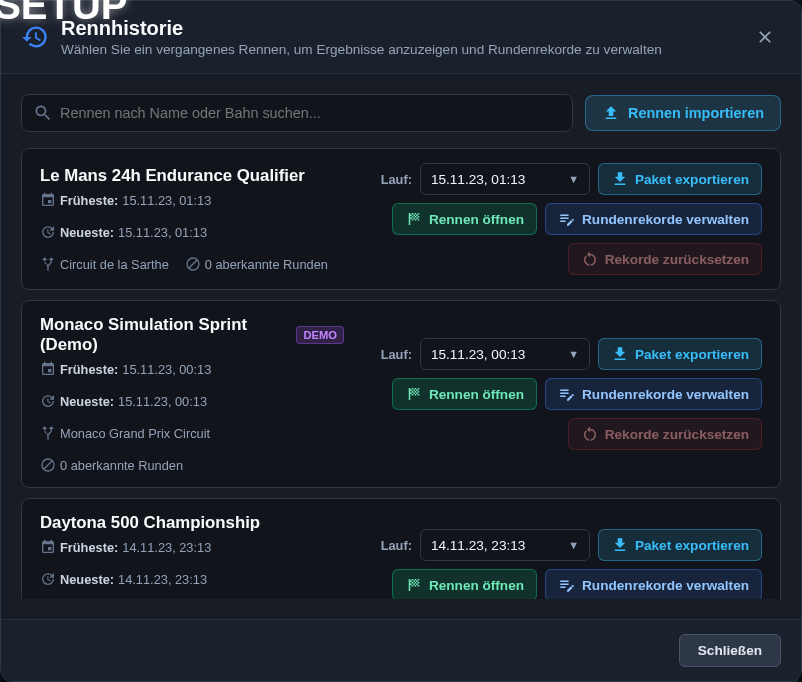 SETUP
Rennhistorie
Wählen Sie ein vergangenes Rennen, um Ergebnisse anzuzeigen und Rundenrekorde zu verwalten
Rennen nach Name oder Bahn suchen...
Rennen importieren
Le Mans 24h Endurance Qualifier
Früheste: 15.11.23, 01:13
Neueste: 15.11.23, 01:13
Circuit de la Sarthe 0 aberkannte Runden
Lauf: 15.11.23, 01:13 ▼ Paket exportieren
Rennen öffnen Rundenrekorde verwalten
Rekorde zurücksetzen
Monaco Simulation Sprint
(Demo)
DEMO
Früheste: 15.11.23, 00:13
Neueste: 15.11.23, 00:13
Monaco Grand Prix Circuit
0 aberkannte Runden
Lauf: 15.11.23, 00:13 ▼ Paket exportieren
Rennen öffnen Rundenrekorde verwalten
Rekorde zurücksetzen
Daytona 500 Championship
Früheste: 14.11.23, 23:13
Neueste: 14.11.23, 23:13
Lauf: 14.11.23, 23:13 ▼ Paket exportieren
Rennen öffnen Rundenrekorde verwalten
Schließen